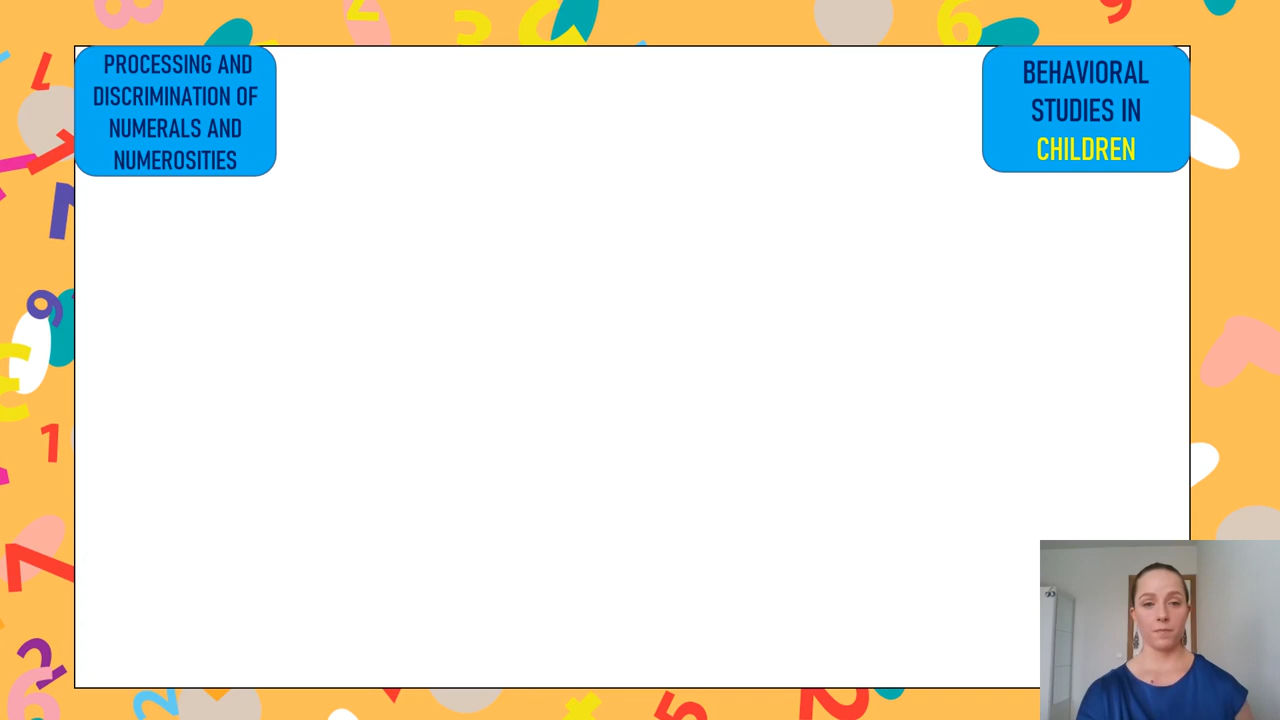 PROCESSING AND
DISCRIMINATION OF
NUMERALS AND
NUMEROSITIES
BEHAVIORAL
STUDIES IN
CHILDREN